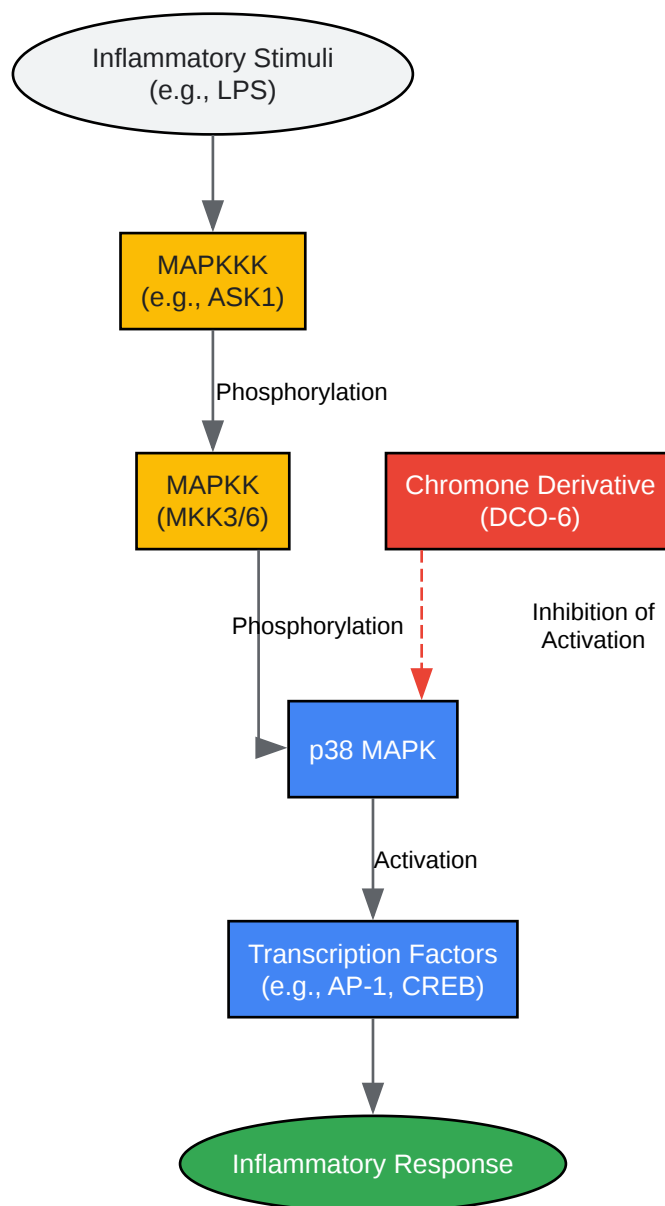 Inflammatory Stimuli
(e.g., LPS)
MAPKKK
(e.g., ASK1)
Phosphorylation
MAPKK
(MKK3/6)
Chromone Derivative
(DCO-6)
Phosphorylation
Inhibition of
Activation
p38 MAPK
Activation
Transcription Factors
(e.g., AP-1, CREB)
Inflammatory Response